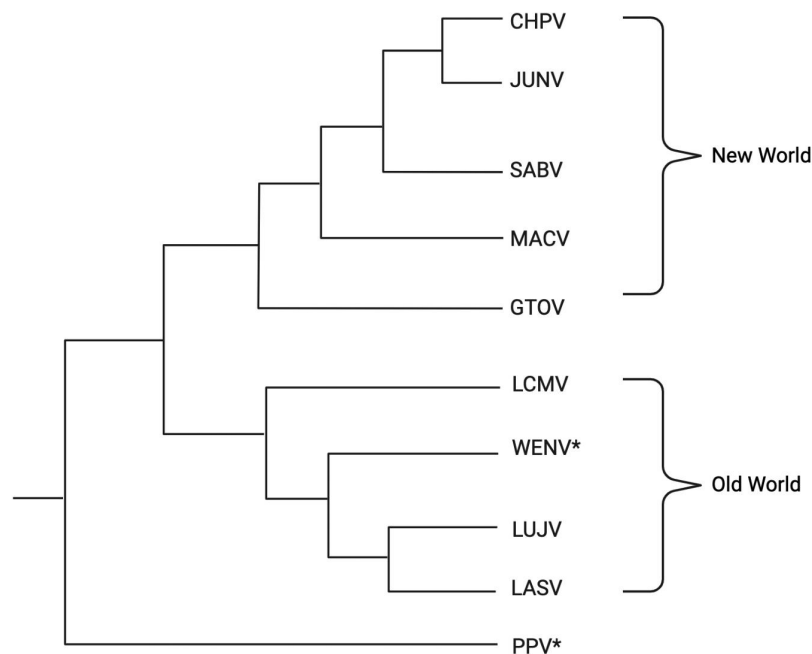 CHPV
JUNV
New World
SABV
MACV
GTOV
LCMV
WENV*
Old World
LUJV
LASV
PPV*